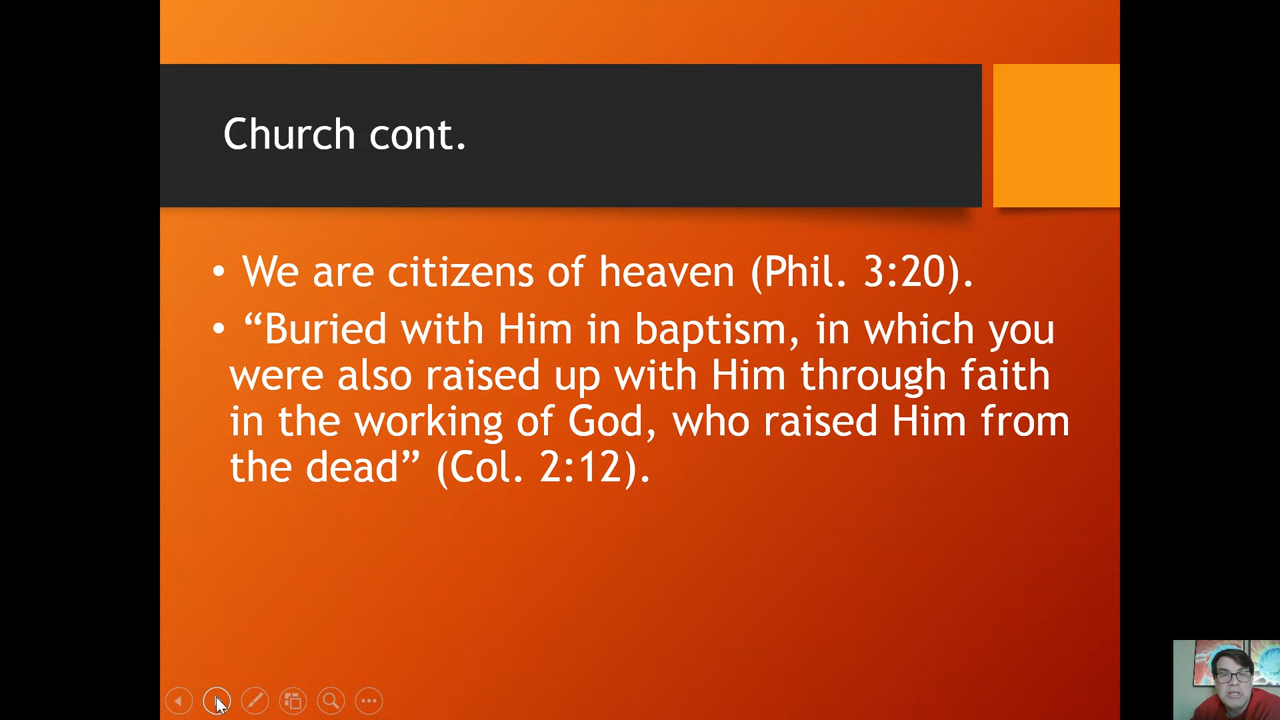 Church cont.
• We are citizens of heaven (Phil. 3:20).
• “Buried with Him in baptism, in which you
were also raised up with Him through faith
in the working of God, who raised Him from
the dead” (Col. 2:12).